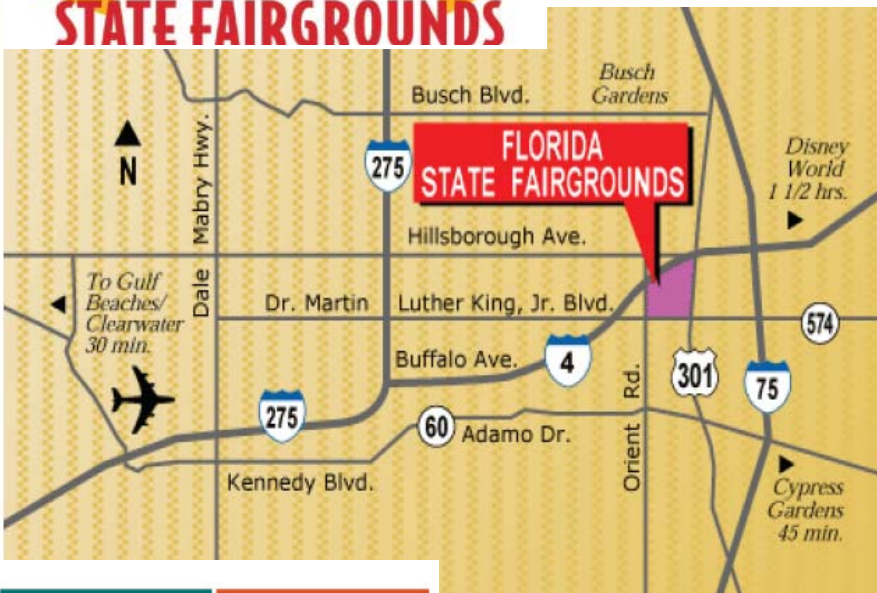 STATE FAIRGROUNDS
Busch
Gardens
Busch Blvd.
N
Dale Mabry Hwy.
275
FLORIDA
STATE FAIRGROUNDS
Disney
World
1 1/2 hrs.
Hillsborough Ave.
To Gulf
Beaches/
Clearwater
30 min.
Dr. Martin Luther King, Jr. Blvd.
574
Buffalo Ave.
4
301
75
Orient Rd.
275
60
Adamo Dr.
Kennedy Blvd.
Cypress
Gardens
45 min.